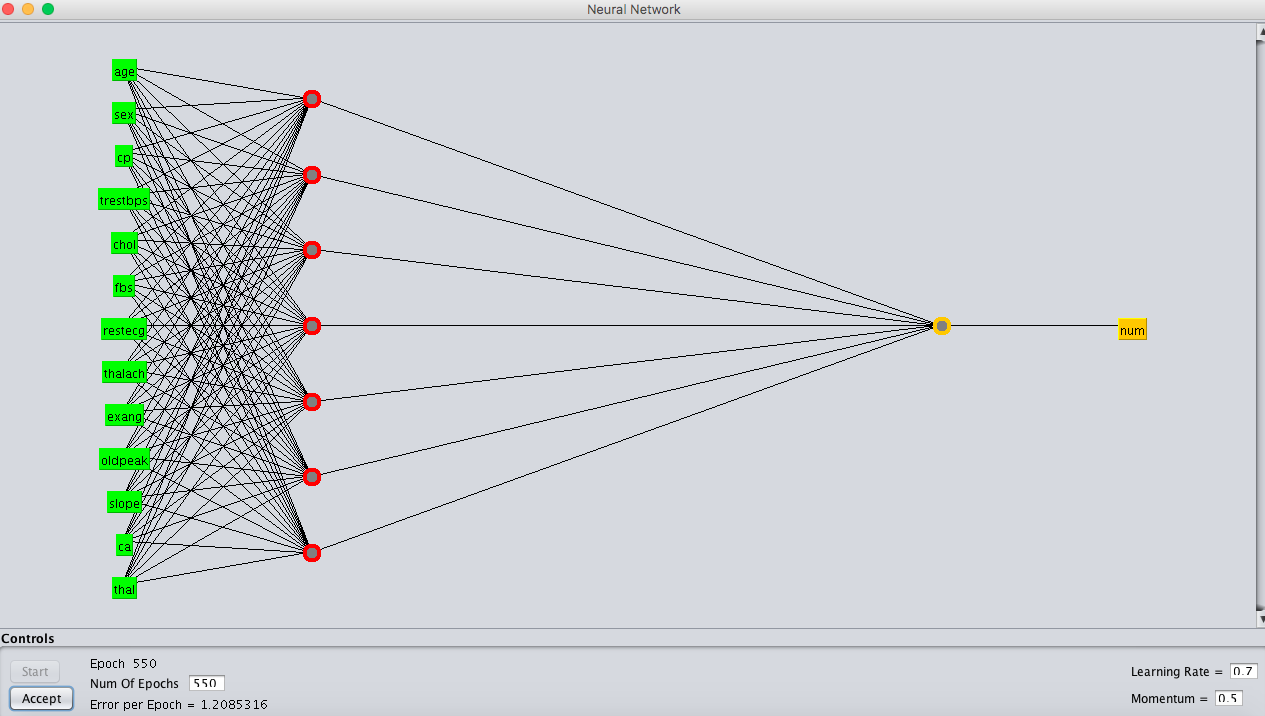 Neural Network
age
sex
cp
trestbps
chol
fbs
restecg
thalach
exang
oldpeak
slope
ca
thal
num
Controls
Start
Accept
Epoch 550
Num Of Epochs 550
Error per Epoch = 1.2085316
Learning Rate = 0.7
Momentum = 0.5